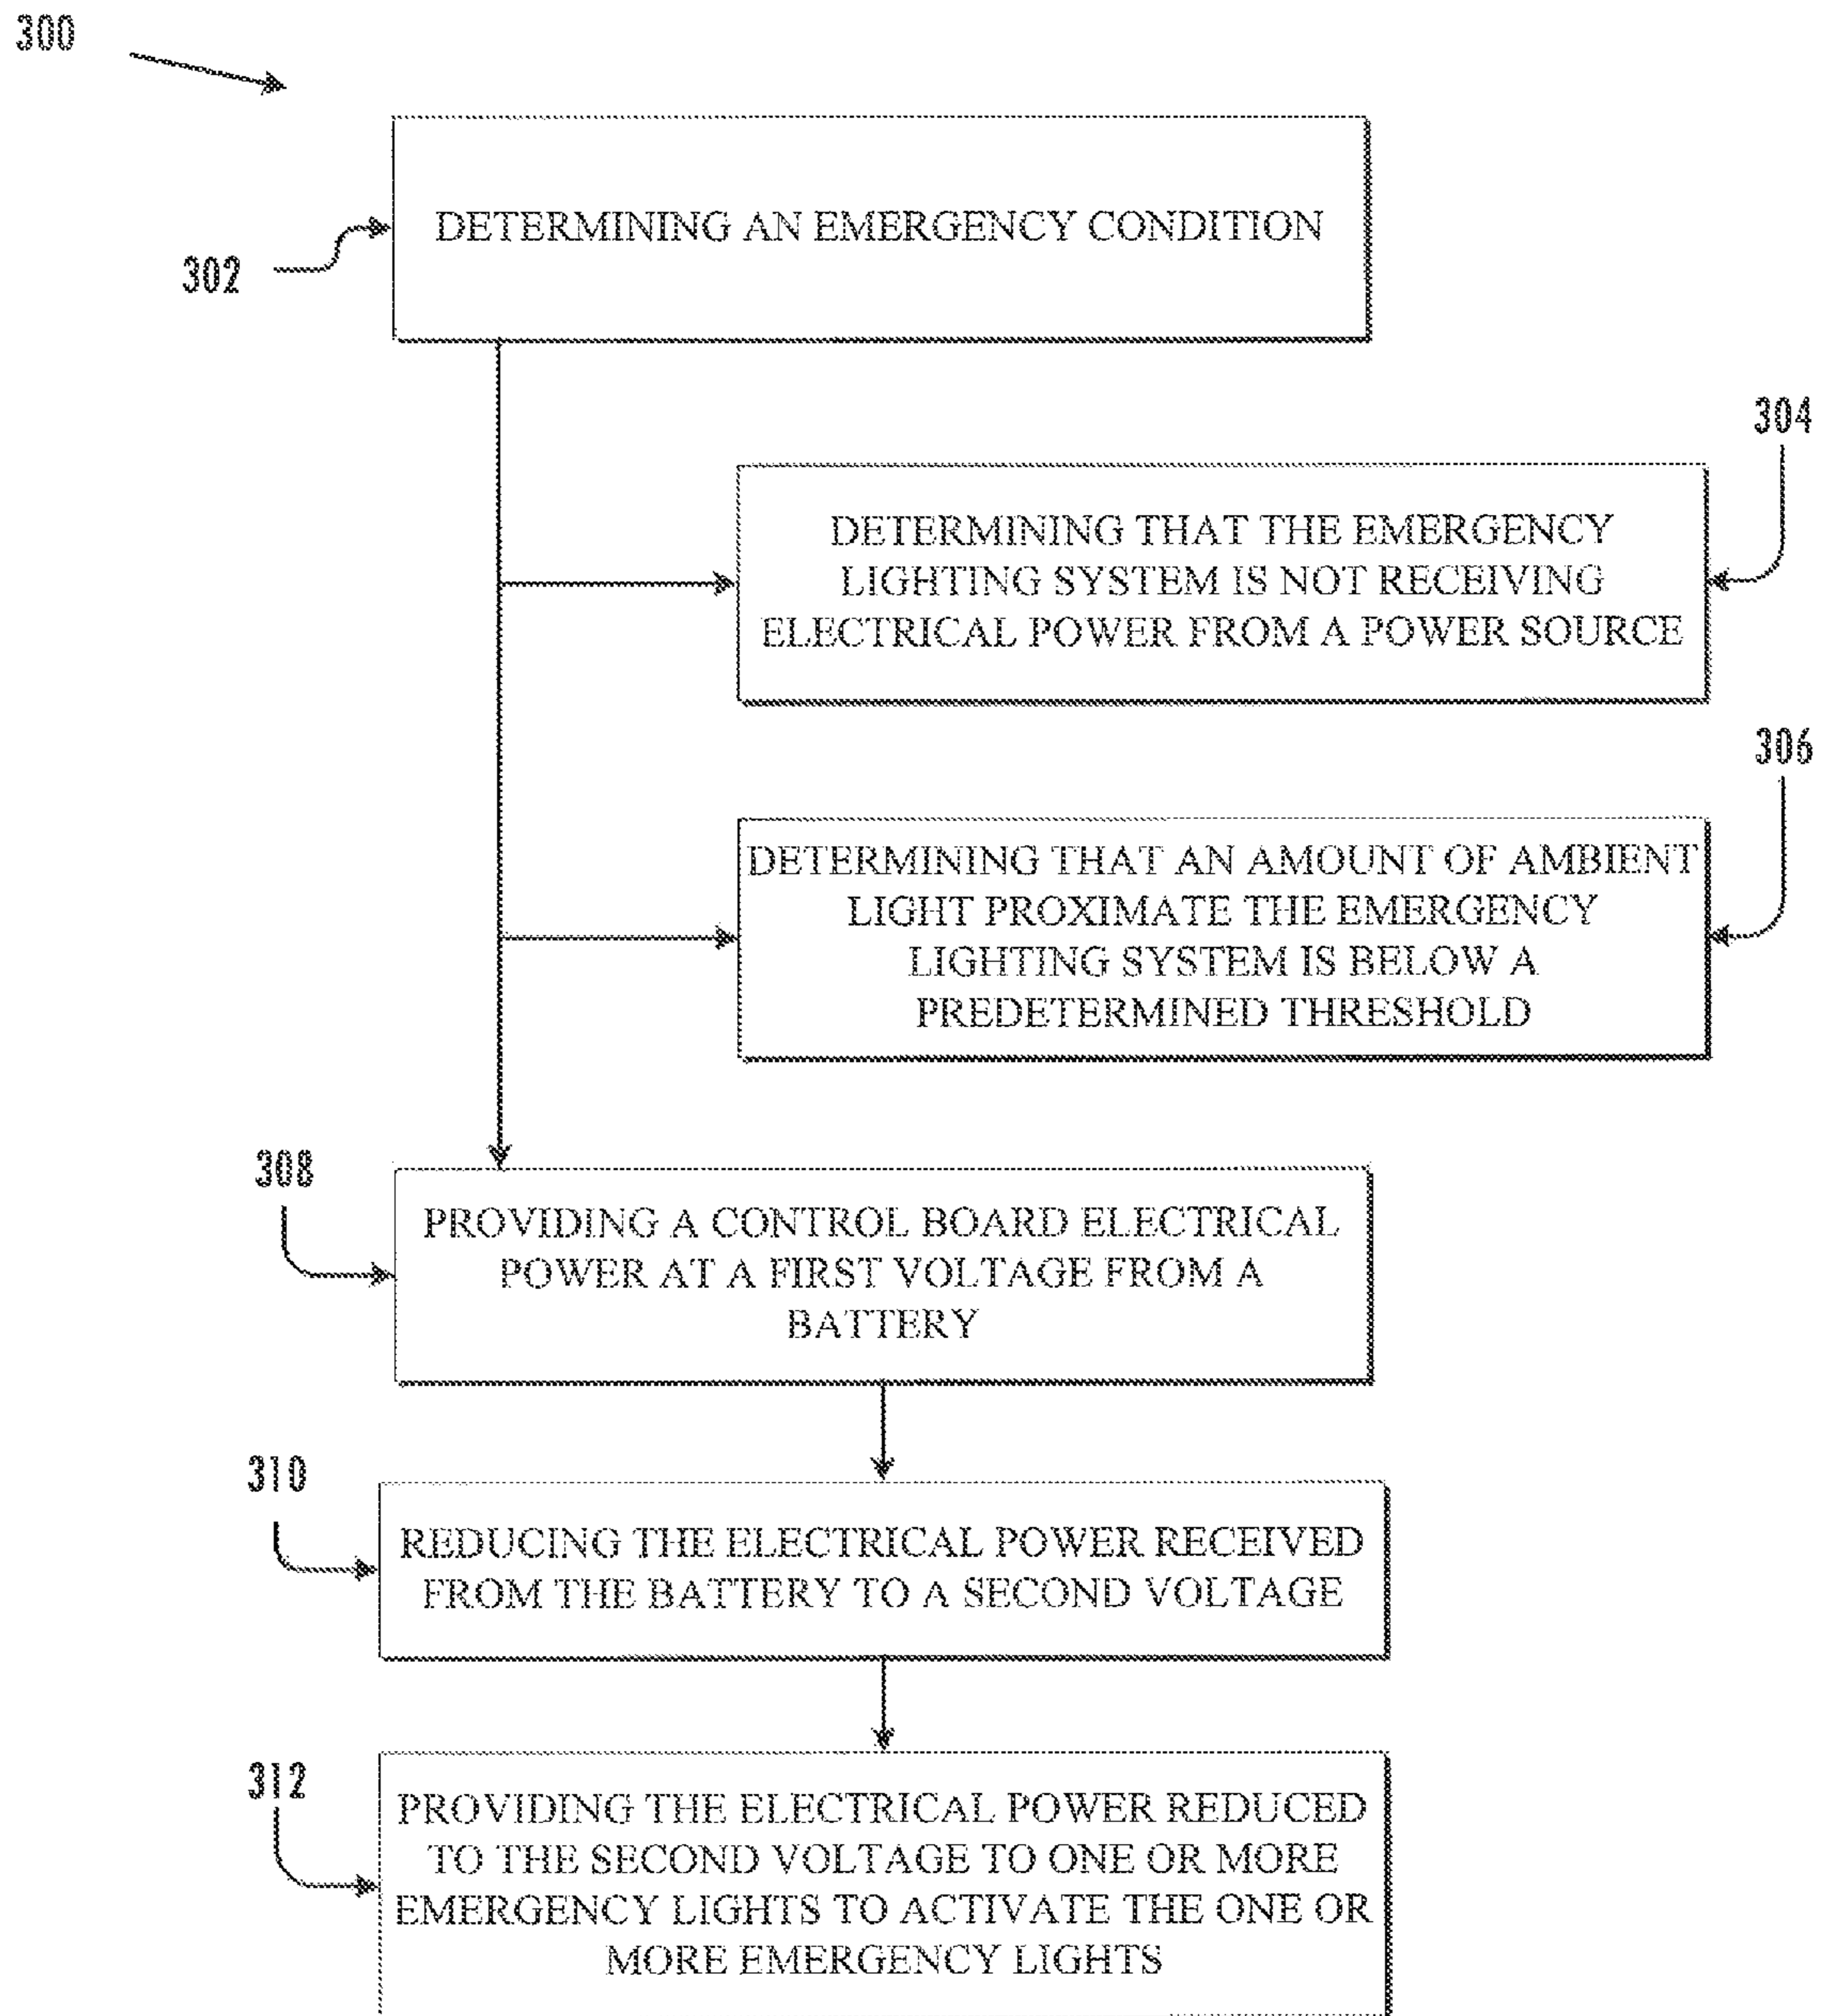 300
DETERMINING AN EMERGENCY CONDITION
302
304
DETERMINING THAT THE EMERGENCY
LIGHTING SYSTEM IS NOT RECEIVING
ELECTRICAL POWER FROM A POWER SOURCE
306
DETERMINING THAT AN AMOUNT OF AMBIENT
LIGHT PROXIMATE THE EMERGENCY
LIGHTING SYSTEM IS BELOW A
PREDETERMINED THRESHOLD
308
PROVIDING A CONTROL BOARD ELECTRICAL
POWER AT A FIRST VOLTAGE FROM A
BATTERY
310
REDUCING THE ELECTRICAL POWER RECEIVED
FROM THE BATTERY TO A SECOND VOLTAGE
312
PROVIDING THE ELECTRICAL POWER REDUCED
TO THE SECOND VOLTAGE TO ONE OR MORE
EMERGENCY LIGHTS TO ACTIVATE THE ONE OR
MORE EMERGENCY LIGHTS